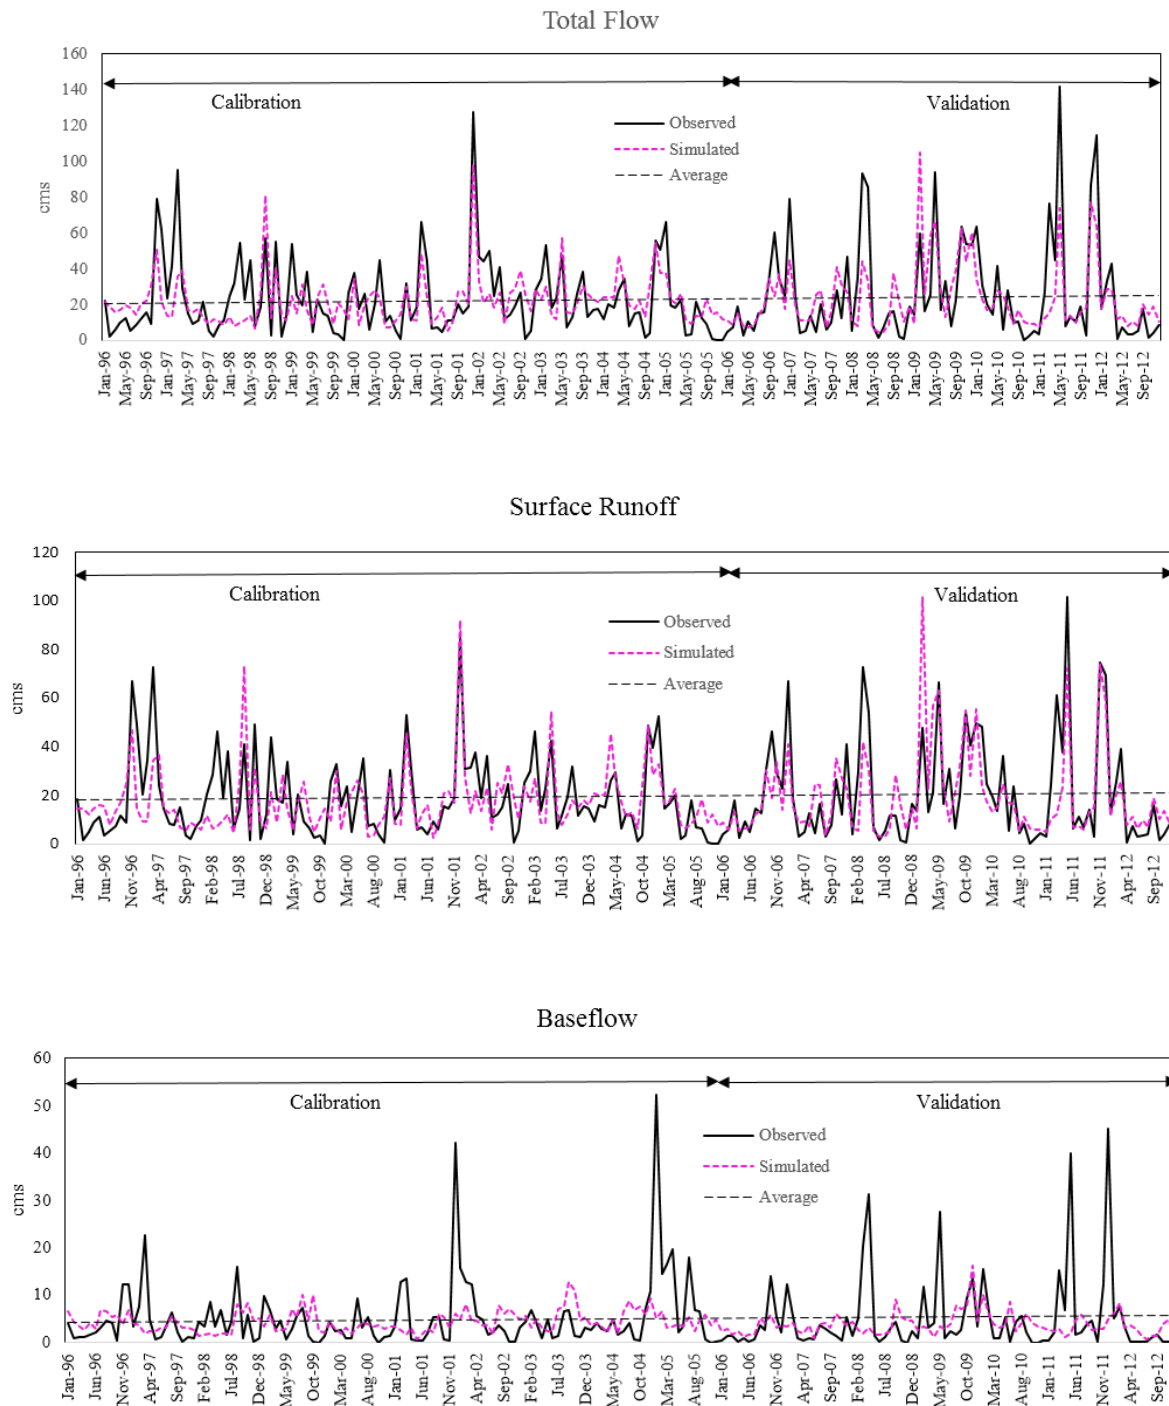 Total Flow
160
140
120
100
80
60
40
20
0
cms
Calibration
Validation
Observed
Simulated
Average
Jan-96 May-96 Sep-96 Jan-97 May-97 Sep-97 Jan-98 May-98 Sep-98 Jan-99 May-99 Sep-99 Jan-00 May-00 Sep-00 Jan-01 May-01 Sep-01 Jan-02 May-02 Sep-02 Jan-03 May-03 Sep-03 Jan-04 May-04 Sep-04 Jan-05 May-05 Sep-05 Jan-06 May-06 Sep-06 Jan-07 May-07 Sep-07 Jan-08 May-08 Sep-08 Jan-09 May-09 Sep-09 Jan-10 May-10 Sep-10 Jan-11 May-11 Sep-11 Jan-12 May-12 Sep-12
Surface Runoff
120
100
80
60
40
20
0
cms
Calibration
Validation
Observed
Simulated
Average
Jan-96 Jun-96 Nov-96 Apr-97 Sep-97 Feb-98 Jul-98 Dec-98 May-99 Oct-99 Mar-00 Aug-00 Jan-01 Jun-01 Nov-01 Apr-02 Sep-02 Feb-03 Jul-03 Dec-03 May-04 Oct-04 Mar-05 Aug-05 Jan-06 Jun-06 Nov-06 Apr-07 Sep-07 Feb-08 Jul-08 Dec-08 May-09 Oct-09 Mar-10 Aug-10 Jan-11 Jun-11 Nov-11 Apr-12 Sep-12
Baseflow
60
50
40
30
20
10
0
cms
Calibration
Validation
Observed
Simulated
Average
Jan-96 Jun-96 Nov-96 Apr-97 Sep-97 Feb-98 Jul-98 Dec-98 May-99 Oct-99 Mar-00 Aug-00 Jan-01 Jun-01 Nov-01 Apr-02 Sep-02 Feb-03 Jul-03 Dec-03 May-04 Oct-04 Mar-05 Aug-05 Jan-06 Jun-06 Nov-06 Apr-07 Sep-07 Feb-08 Jul-08 Dec-08 May-09 Oct-09 Mar-10 Aug-10 Jan-11 Jun-11 Nov-11 Apr-12 Sep-12